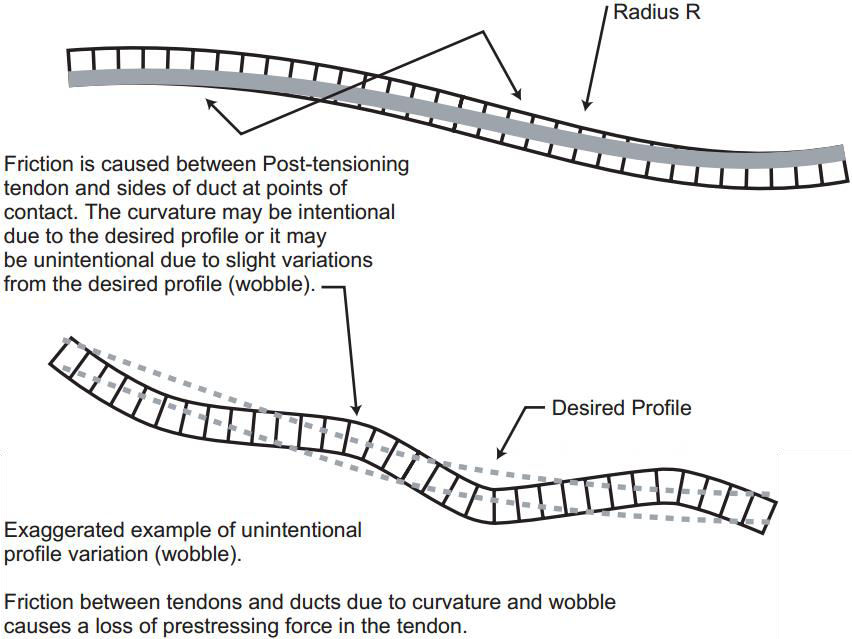 Radius R
Friction is caused between Post-tensioning
tendon and sides of duct at points of
contact. The curvature may be intentional
due to the desired profile or it may
be unintentional due to slight variations
from the desired profile (wobble).
Desired Profile
Exaggerated example of unintentional
profile variation (wobble).
Friction between tendons and ducts due to curvature and wobble
causes a loss of prestressing force in the tendon.